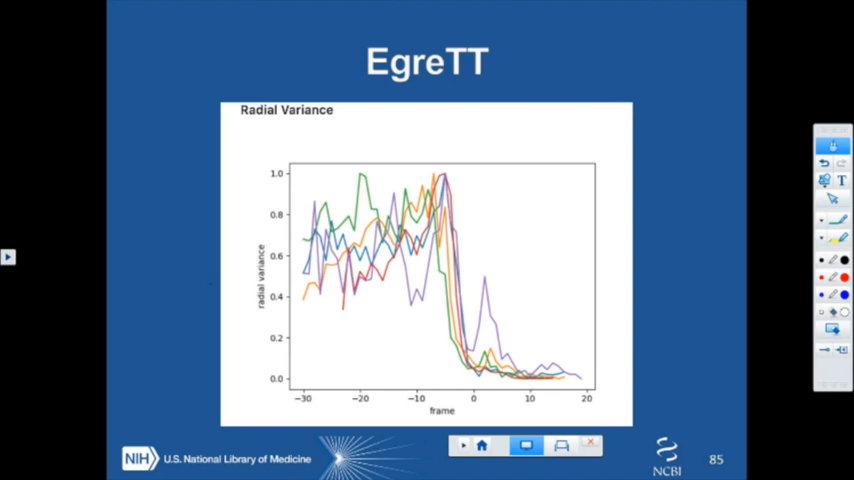 EgreTT
Radial Variance
1.0
0.8
0.6
0.4
0.2
0.0
radial variance
−30
−20
−10
0
10
20
frame
NIH
U.S. National Library of Medicine
NCBI
85
T